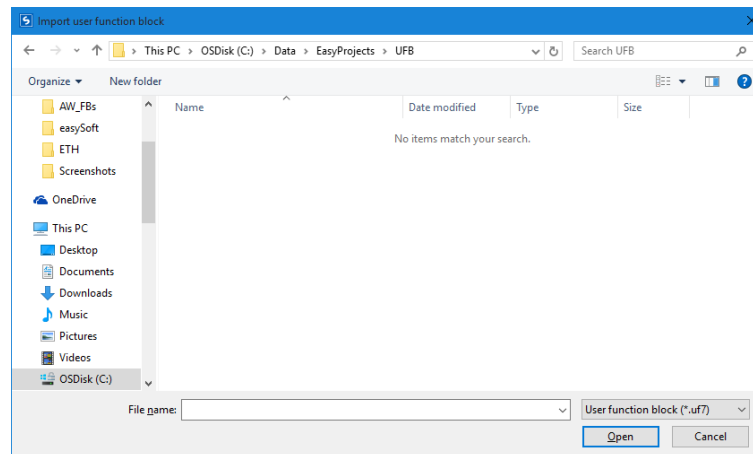 Import user function block
This PC > OSDisk (C:) > Data > EasyProjects > UFB
Search UFB
Organize
New folder
Name
Date modified
Type
Size
No items match your search.
AW_FBs
easySoft
ETH
Screenshots
OneDrive
This PC
Desktop
Documents
Downloads
Music
Pictures
Videos
OSDisk (C:)
File name:
User function block (*.uf7)
Open
Cancel